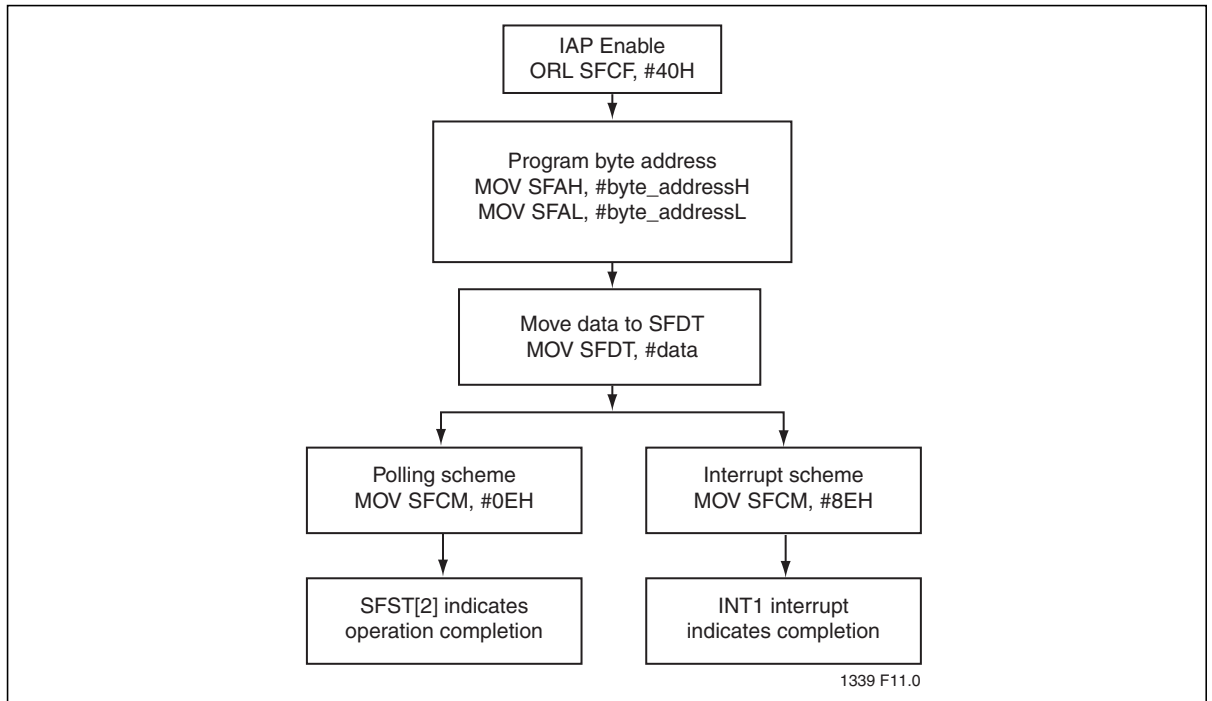 IAP Enable
ORL SFCF, #40H
Program byte address
MOV SFAH, #byte_addressH
MOV SFAL, #byte_addressL
Move data to SFDT
MOV SFDT, #data
Polling scheme
MOV SFCM, #0EH
Interrupt scheme
MOV SFCM, #8EH
SFST[2] indicates
operation completion
INT1 interrupt
indicates completion
1339 F11.0